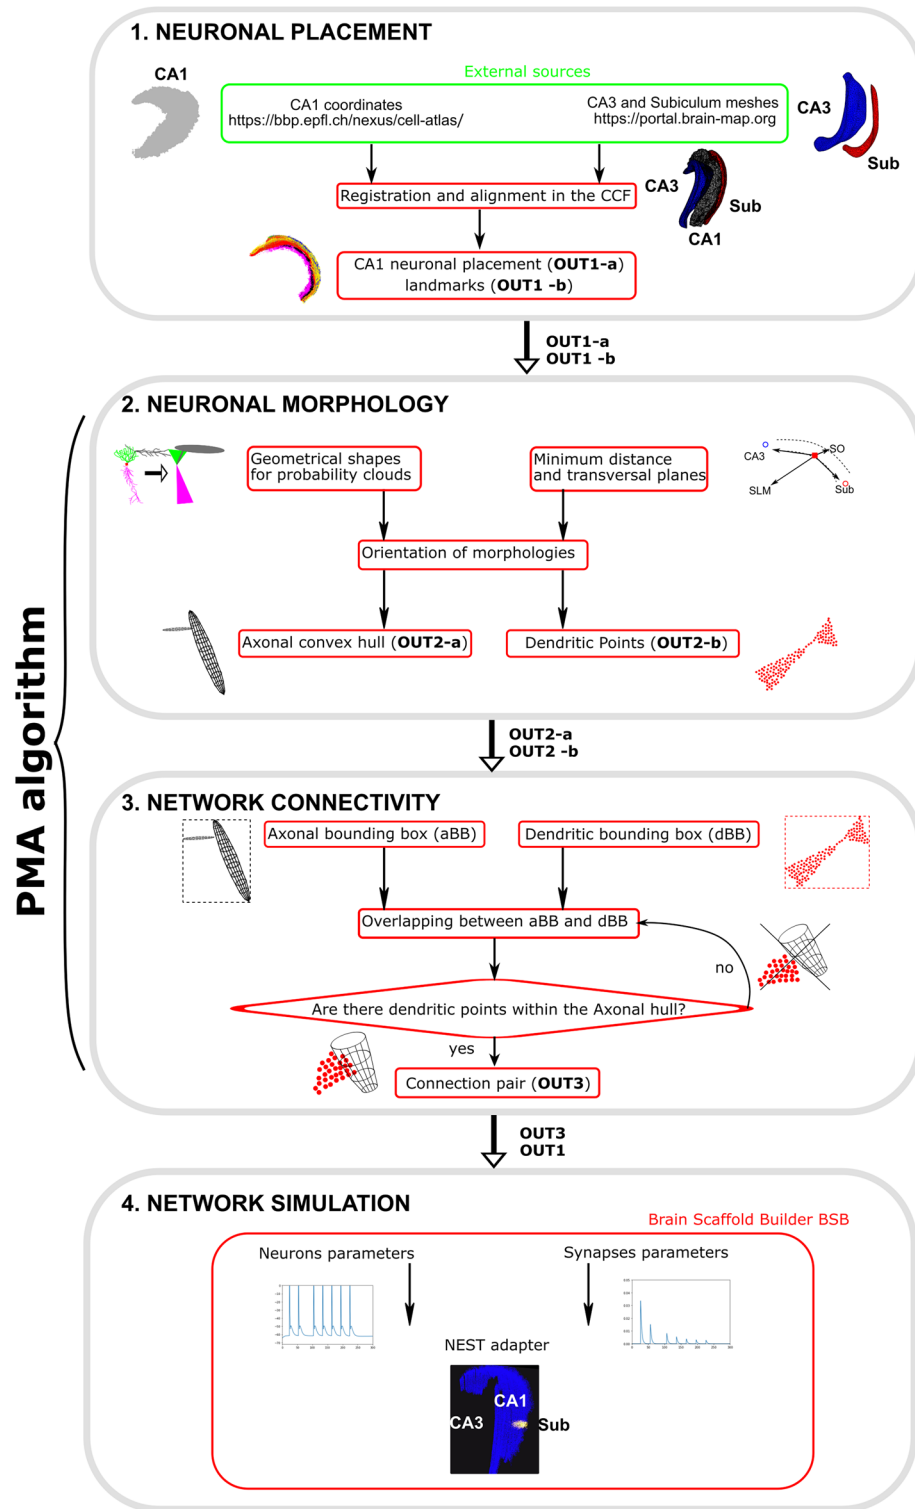 1. NEURONAL PLACEMENT
CA1
External sources
CA1 coordinates
https://bbp.epfl.ch/nexus/cell-atlas/
CA3 and Subiculum meshes
https://portal.brain-map.org
CA3
Sub
Registration and alignment in the CCF
CA3
Sub
CA1
CA1 neuronal placement (OUT1-a)
landmarks (OUT1 -b)
OUT1-a
OUT1 -b
PMA algorithm
2. NEURONAL MORPHOLOGY
Geometrical shapes
for probability clouds
Minimum distance
and transversal planes
CA3
SO
SLM
Sub
Orientation of morphologies
Axonal convex hull (OUT2-a)
Dendritic Points (OUT2-b)
OUT2-a
OUT2 -b
3. NETWORK CONNECTIVITY
Axonal bounding box (aBB)
Dendritic bounding box (dBB)
Overlapping between aBB and dBB
no
Are there dendritic points within the Axonal hull?
yes
Connection pair (OUT3)
OUT3
OUT1
4. NETWORK SIMULATION
Brain Scaffold Builder BSB
Neurons parameters
Synapses parameters
NEST adapter
CA1
CA3
Sub